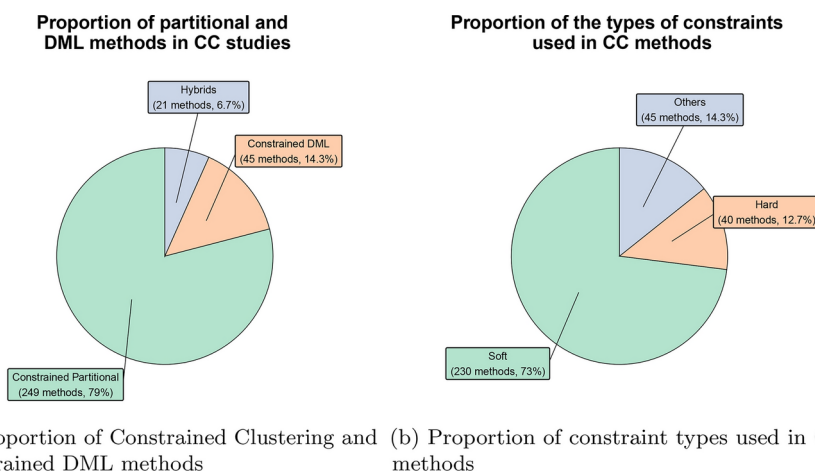 Proportion of partitional and
DML methods in CC studies
Hybrids
(21 methods, 6.7%)
Constrained DML
(45 methods, 14.3%)
Constrained Partitional
(249 methods, 79%)
Proportion of the types of constraints
used in CC methods
Others
(45 methods, 14.3%)
Hard
(40 methods, 12.7%)
Soft
(230 methods, 73%)
oportion of Constrained Clustering and
rained DML methods
(b) Proportion of constraint types used in
methods